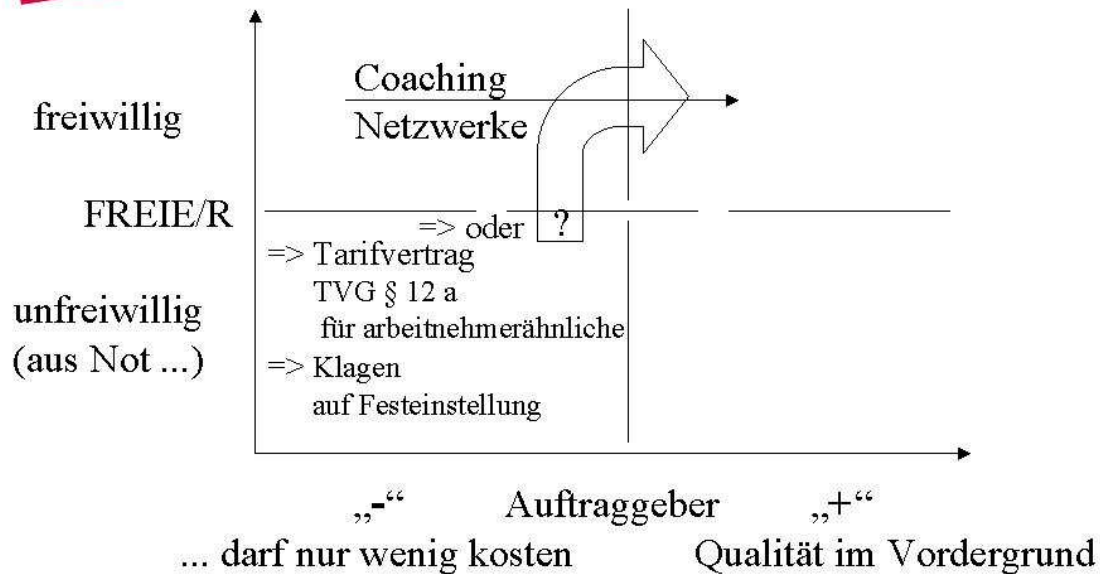 Coaching
freiwillig
Netzwerke
FREIE/R
=> oder ?
=> Tarifvertrag
TVG § 12 a
für arbeitnehmerähnliche
unfreiwillig
(aus Not ...)
=> Klagen
auf Festeinstellung
„-“ Auftraggeber „+“
... darf nur wenig kosten Qualität im Vordergrund